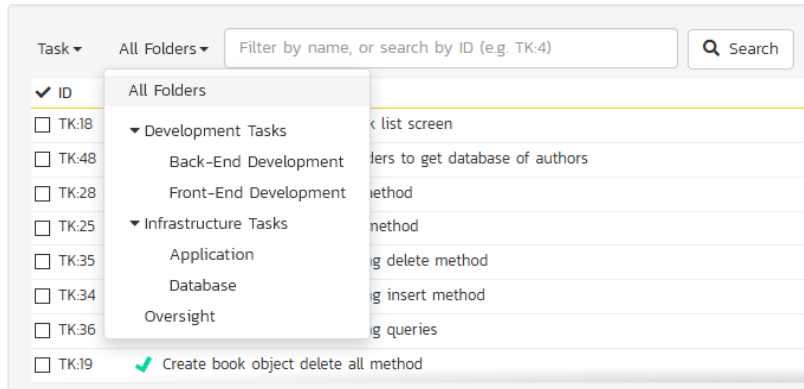 Task All Folders Filter by name, or search by ID (e.g. TK:4) Search
ID
All Folders
TK:18 list screen
Development Tasks
TK:48 Back-End Development to get database of authors
TK:28 Front-End Development
TK:25 Infrastructure Tasks
TK:35 Application delete method
TK:34 Database insert method
TK:36 Oversight queries
TK:19 Create book object delete all method